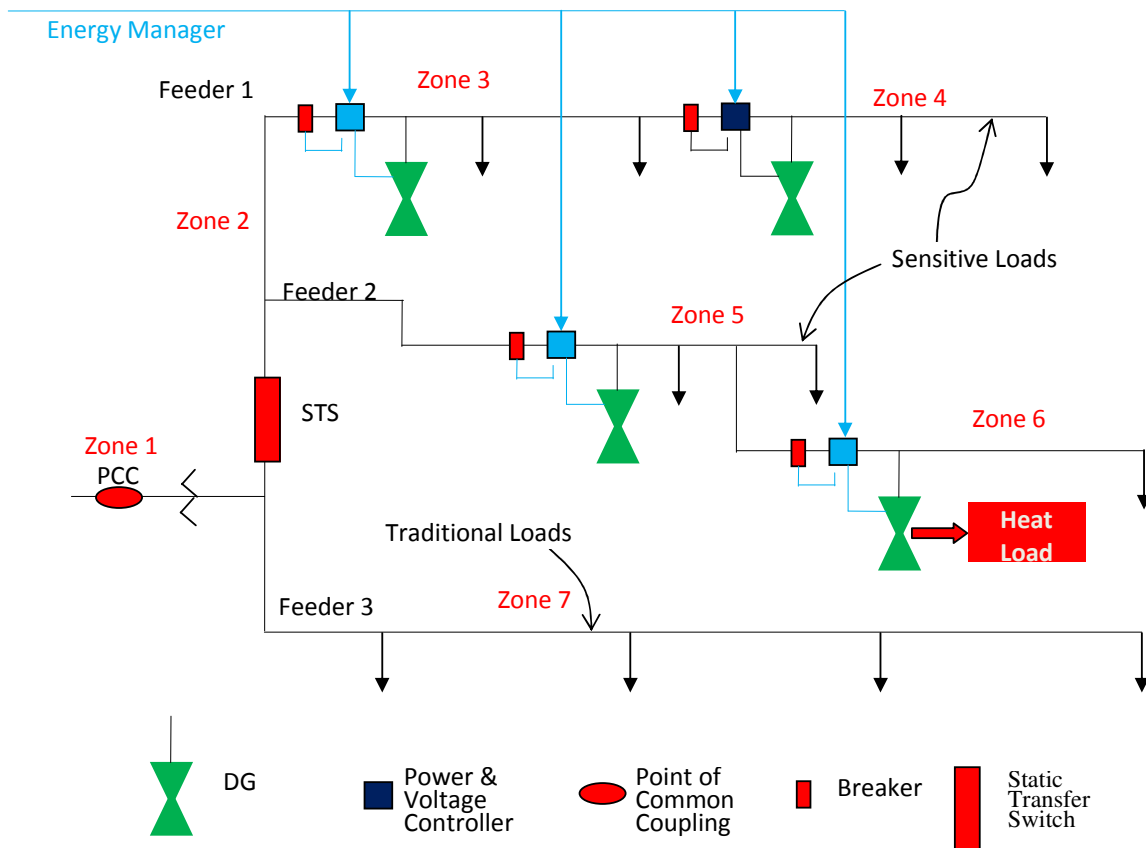 Energy Manager
Feeder 1
Zone 3
Zone 4
Zone 2
Sensitive Loads
Feeder 2
Zone 5
STS
Zone 1
PCC
Zone 6
Traditional Loads
Heat
Load
Feeder 3
Zone 7
DG
Power &
Voltage
Controller
Point of
Common
Coupling
Breaker
Static
Transfer
Switch